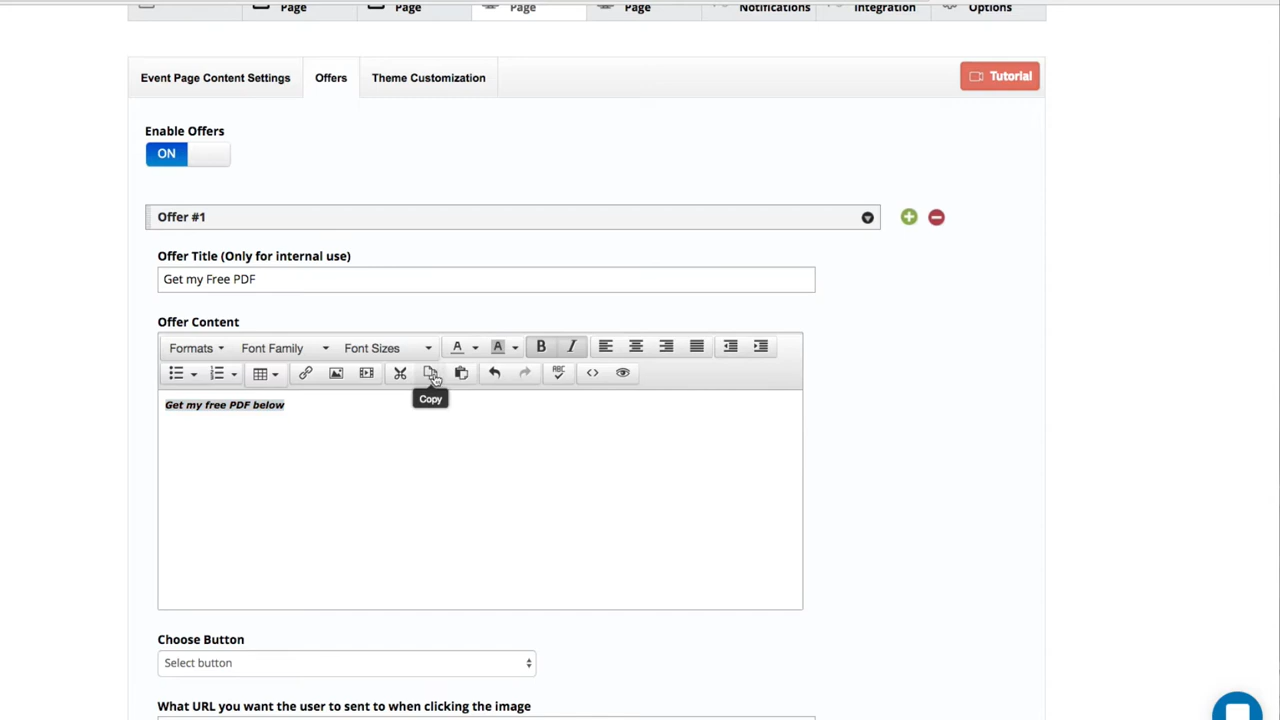 Page
Page
Page
Page
Notifications
Integration
Options
Event Page Content Settings
Offers
Theme Customization
Tutorial
Enable Offers
ON
Offer #1
Offer Title (Only for internal use)
Get my Free PDF
Offer Content
Formats
Font Family
Font Sizes
A
A
B
I
ABC
Copy
Get my free PDF below
Choose Button
Select button
What URL you want the user to sent to when clicking the image